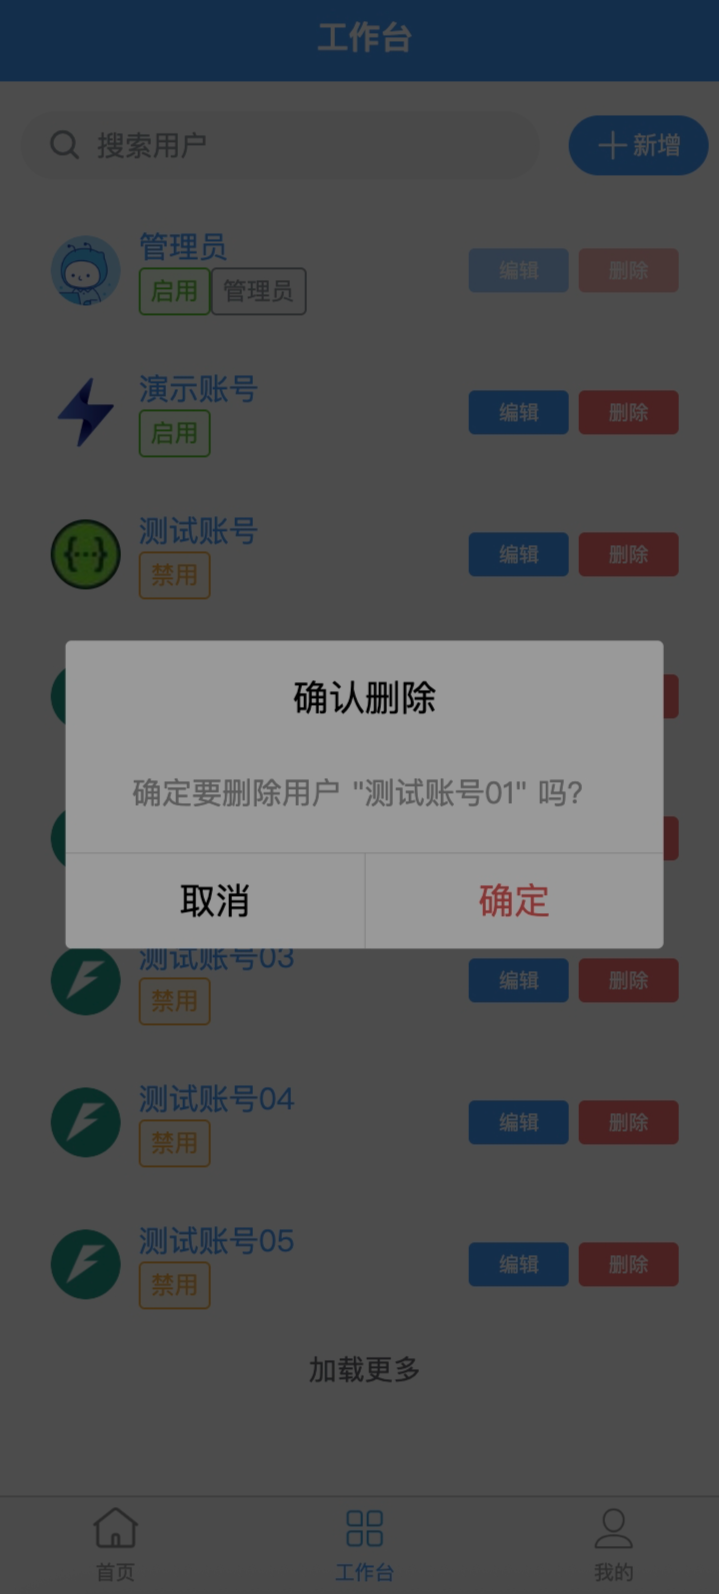 工作台
搜索用户
新增
管理员
启用 管理员
编辑 删除
演示账号
启用
编辑 删除
测试账号
禁用
编辑 删除
确认删除
确定要删除用户 "测试账号01" 吗?
取消 确定
测试账号03
禁用
编辑 删除
测试账号04
禁用
编辑 删除
测试账号05
禁用
编辑 删除
加载更多
首页 工作台 我的